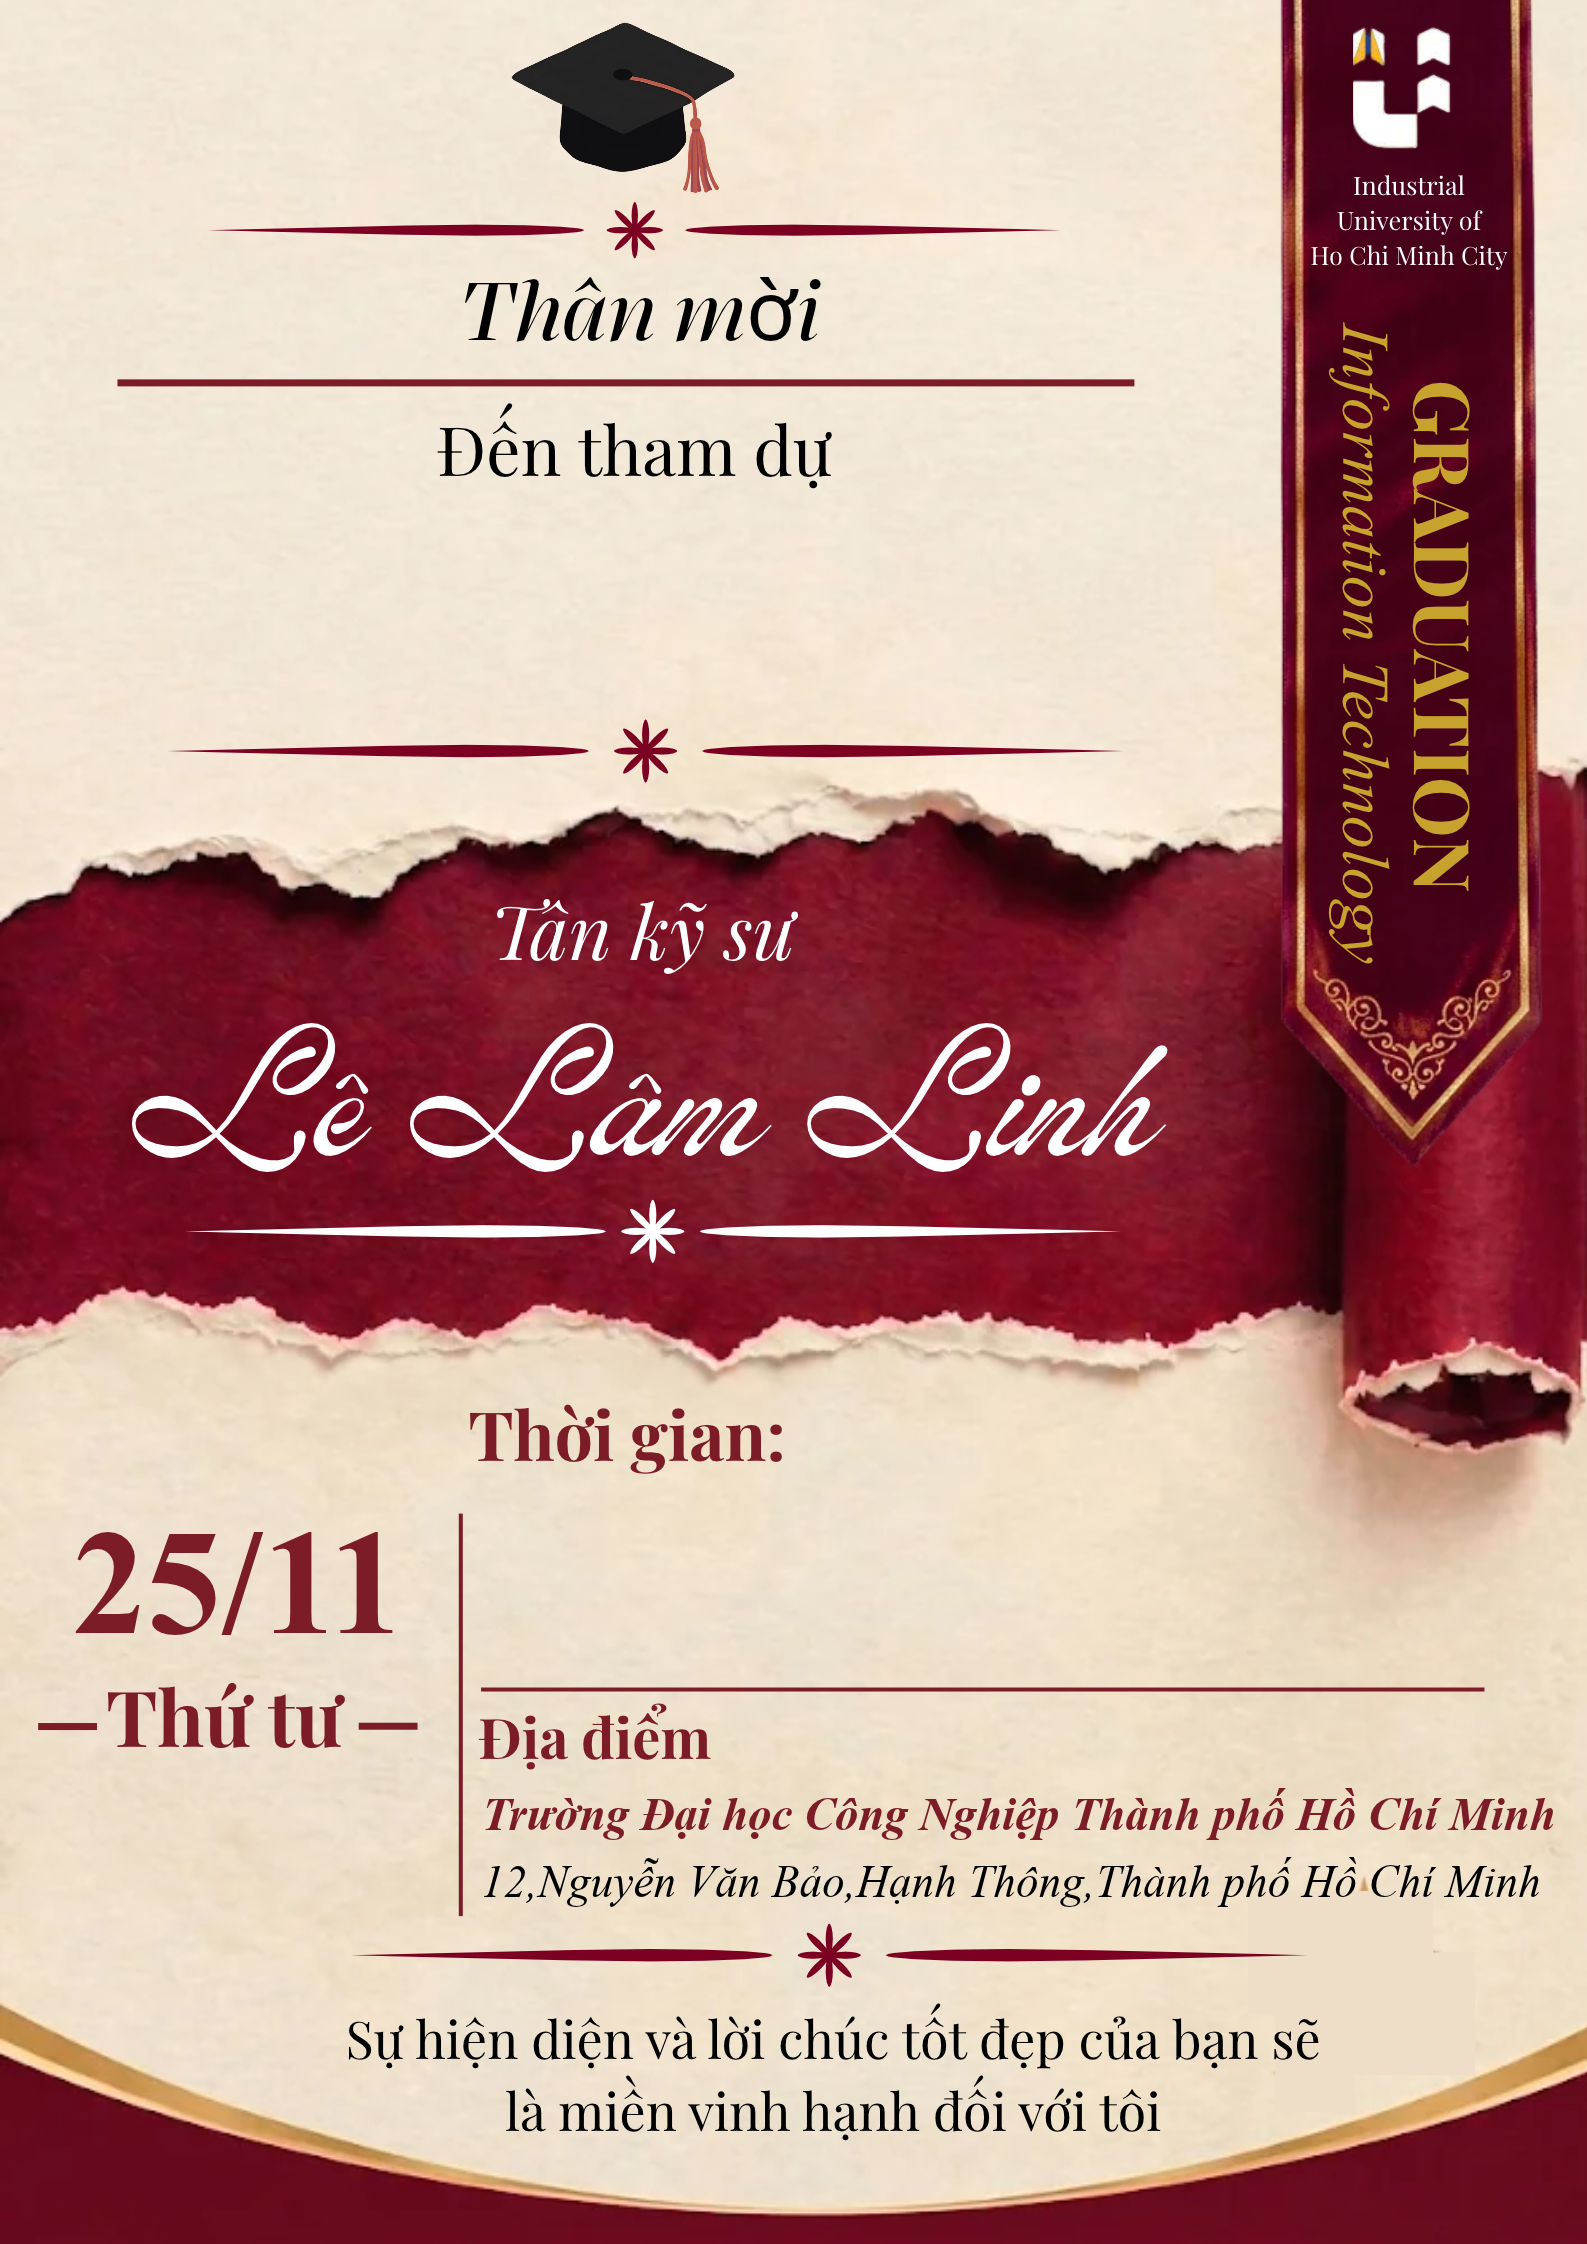 Industrial
University of
Ho Chi Minh City
GRADUATION
Information Technology
Thân mời
Đến tham dự
Tân kỹ sư
Lê Lâm Linh
Thời gian:
25/11
Thứ tư
Địa điểm
Trường Đại học Công Nghiệp Thành phố Hồ Chí Minh
12,Nguyễn Văn Bảo,Hạnh Thông,Thành phố Hồ Chí Minh
Sự hiện diện và lời chúc tốt đẹp của bạn sẽ
là miền vinh hạnh đối với tôi